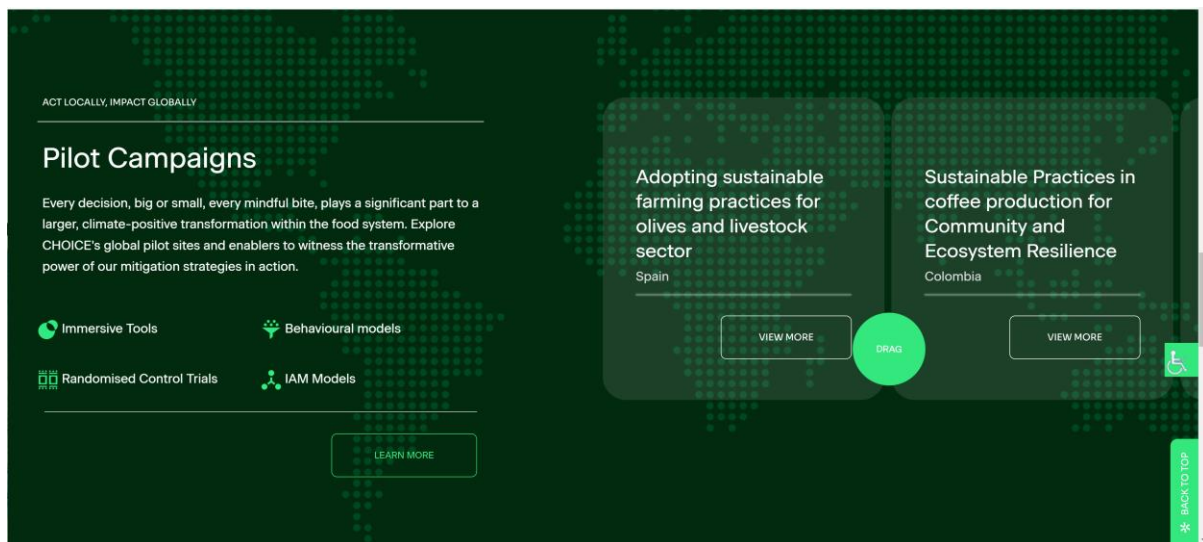 ACT LOCALLY, IMPACT GLOBALLY
Pilot Campaigns
Every decision, big or small, every mindful bite, plays a significant part to a
larger, climate-positive transformation within the food system. Explore
CHOICE's global pilot sites and enablers to witness the transformative
power of our mitigation strategies in action.
Immersive Tools
Behavioural models
Randomised Control Trials
IAM Models
LEARN MORE
Adopting sustainable
farming practices for
olives and livestock
sector
Spain
VIEW MORE
DRAG
Sustainable Practices in
coffee production for
Community and
Ecosystem Resilience
Colombia
VIEW MORE
BACK TO TOP